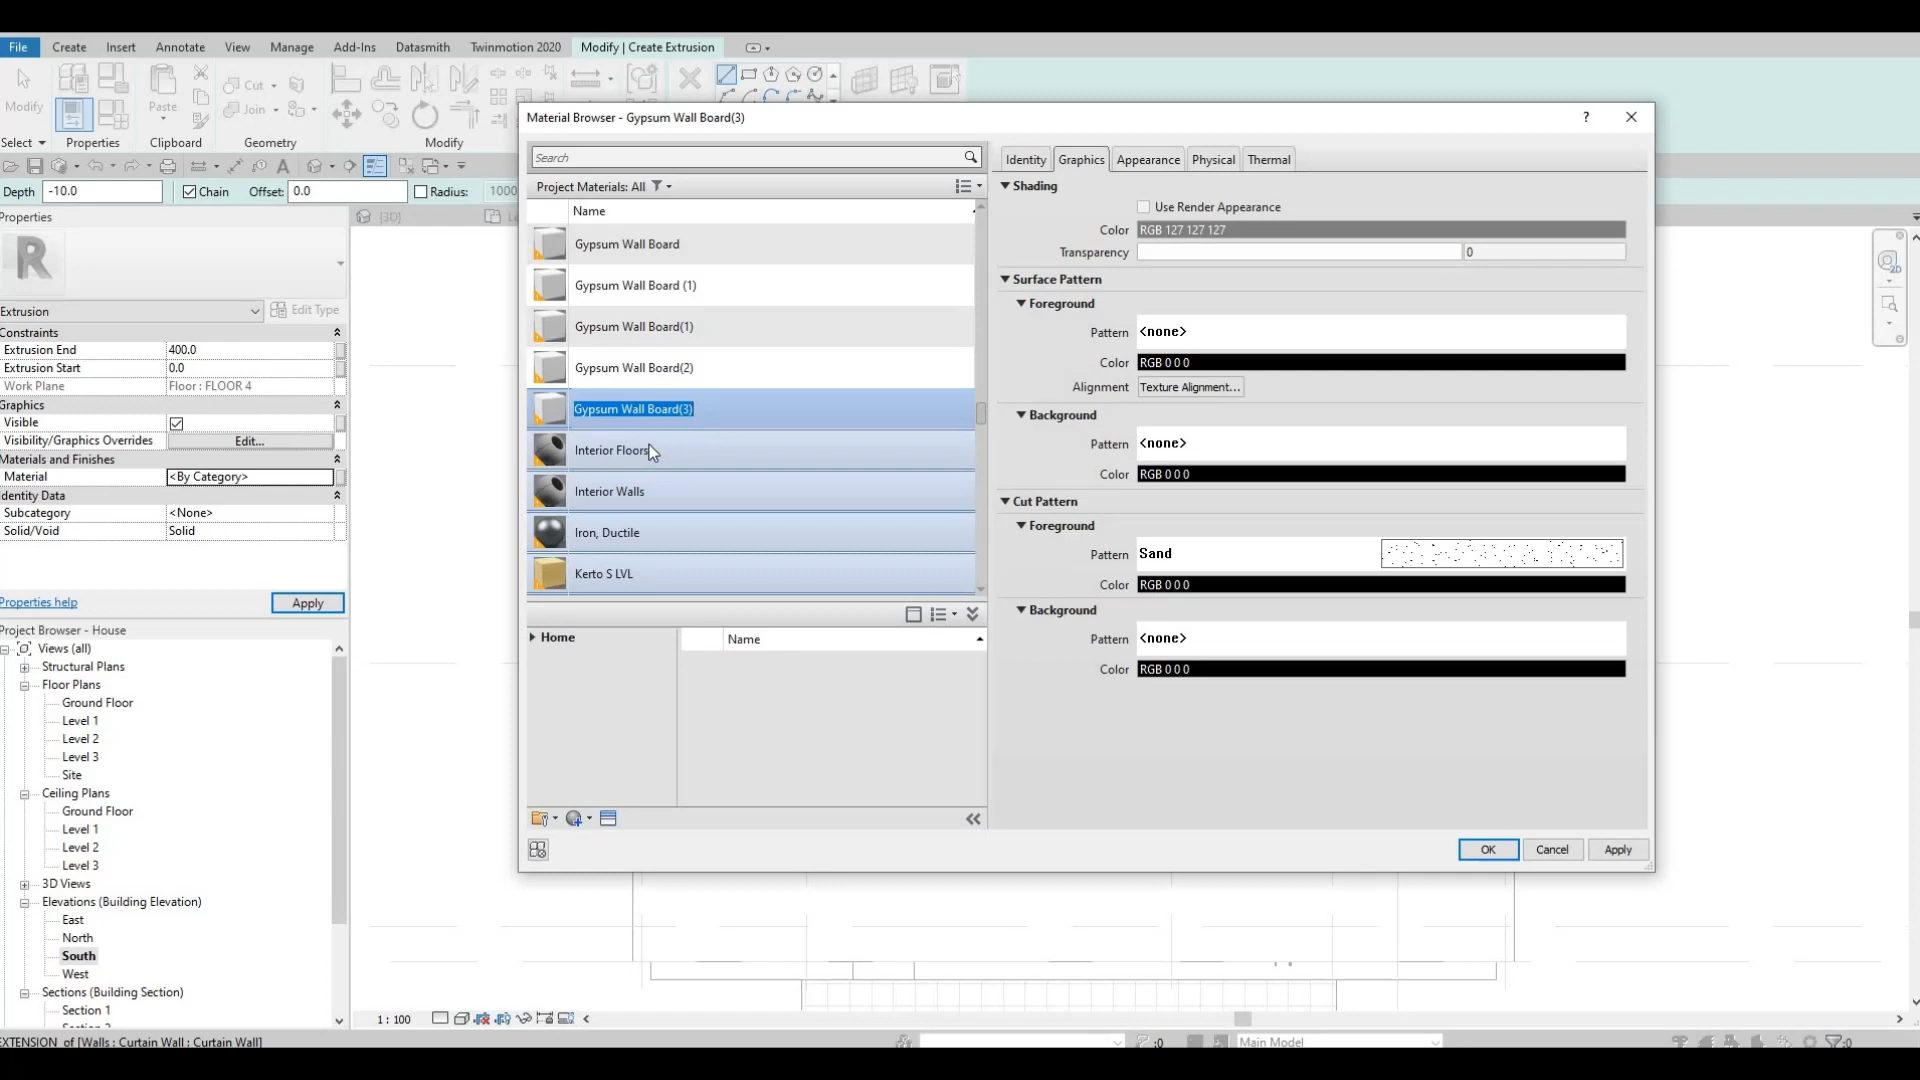 File Create Insert Annotate View Manage Add-Ins Datasmith Twinmotion 2020 Modify | Create Extrusion
Modify Paste Cut Join
Select Properties Clipboard Geometry Modify
Depth -10.0 Chain Offset: 0.0 Radius: 1000
Properties
{3D}
R
Extrusion Edit Type
Constraints
Extrusion End 400.0
Extrusion Start 0.0
Work Plane Floor : FLOOR 4
Graphics
Visible
Visibility/Graphics Overrides Edit...
Materials and Finishes
Material <By Category>
Identity Data
Subcategory <None>
Solid/Void Solid
Properties help Apply
Project Browser - House
Views (all)
Structural Plans
Floor Plans
Ground Floor
Level 1
Level 2
Level 3
Site
Ceiling Plans
Ground Floor
Level 1
Level 2
Level 3
3D Views
Elevations (Building Elevation)
East
North
South
West
Sections (Building Section)
Section 1
Material Browser - Gypsum Wall Board(3)
?
Search
Project Materials: All
Name
Gypsum Wall Board
Gypsum Wall Board (1)
Gypsum Wall Board(1)
Gypsum Wall Board(2)
Gypsum Wall Board(3)
Interior Floors
Interior Walls
Iron, Ductile
Kerto S LVL
Home Name
Identity Graphics Appearance Physical Thermal
Shading
Use Render Appearance
Color RGB 127 127 127
Transparency 0
Surface Pattern
Foreground
Pattern <none>
Color RGB 0 0 0
Alignment Texture Alignment...
Background
Pattern <none>
Color RGB 0 0 0
Cut Pattern
Foreground
Pattern Sand
Color RGB 0 0 0
Background
Pattern <none>
Color RGB 0 0 0
OK Cancel Apply
2D
1 : 100
EXTENSION of [Walls : Curtain Wall : Curtain Wall] :0 Main Model :0